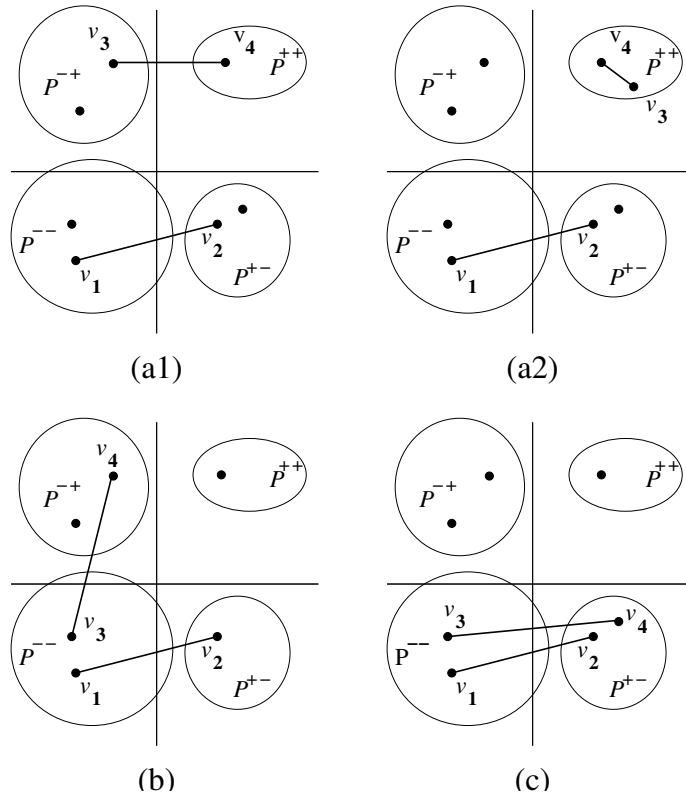 v₃ v₄ P⁺⁺
P⁻⁺
P⁻⁻ v₂
v₁ P⁺⁻
(a1)
v₄ P⁺⁺
P⁻⁺ v₃
P⁻⁻ v₂
v₁ P⁺⁻
(a2)
v₄ P⁺⁺
P⁻⁺
P⁻⁻ v₃ v₂
v₁ P⁺⁻
(b)
P⁺⁺
P⁻⁺
v₃ v₄
P⁻⁻ v₂
v₁ P⁺⁻
(c)